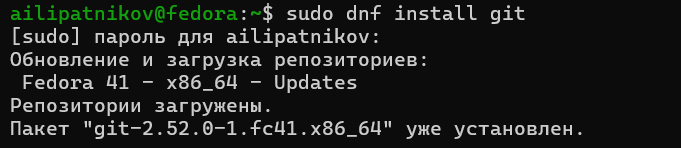 ailipatnikov@fedora:~$ sudo dnf install git
[sudo] пароль для ailipatnikov:
Обновление и загрузка репозиториев:
 Fedora 41 - x86_64 - Updates
Репозитории загружены.
Пакет "git-2.52.0-1.fc41.x86_64" уже установлен.